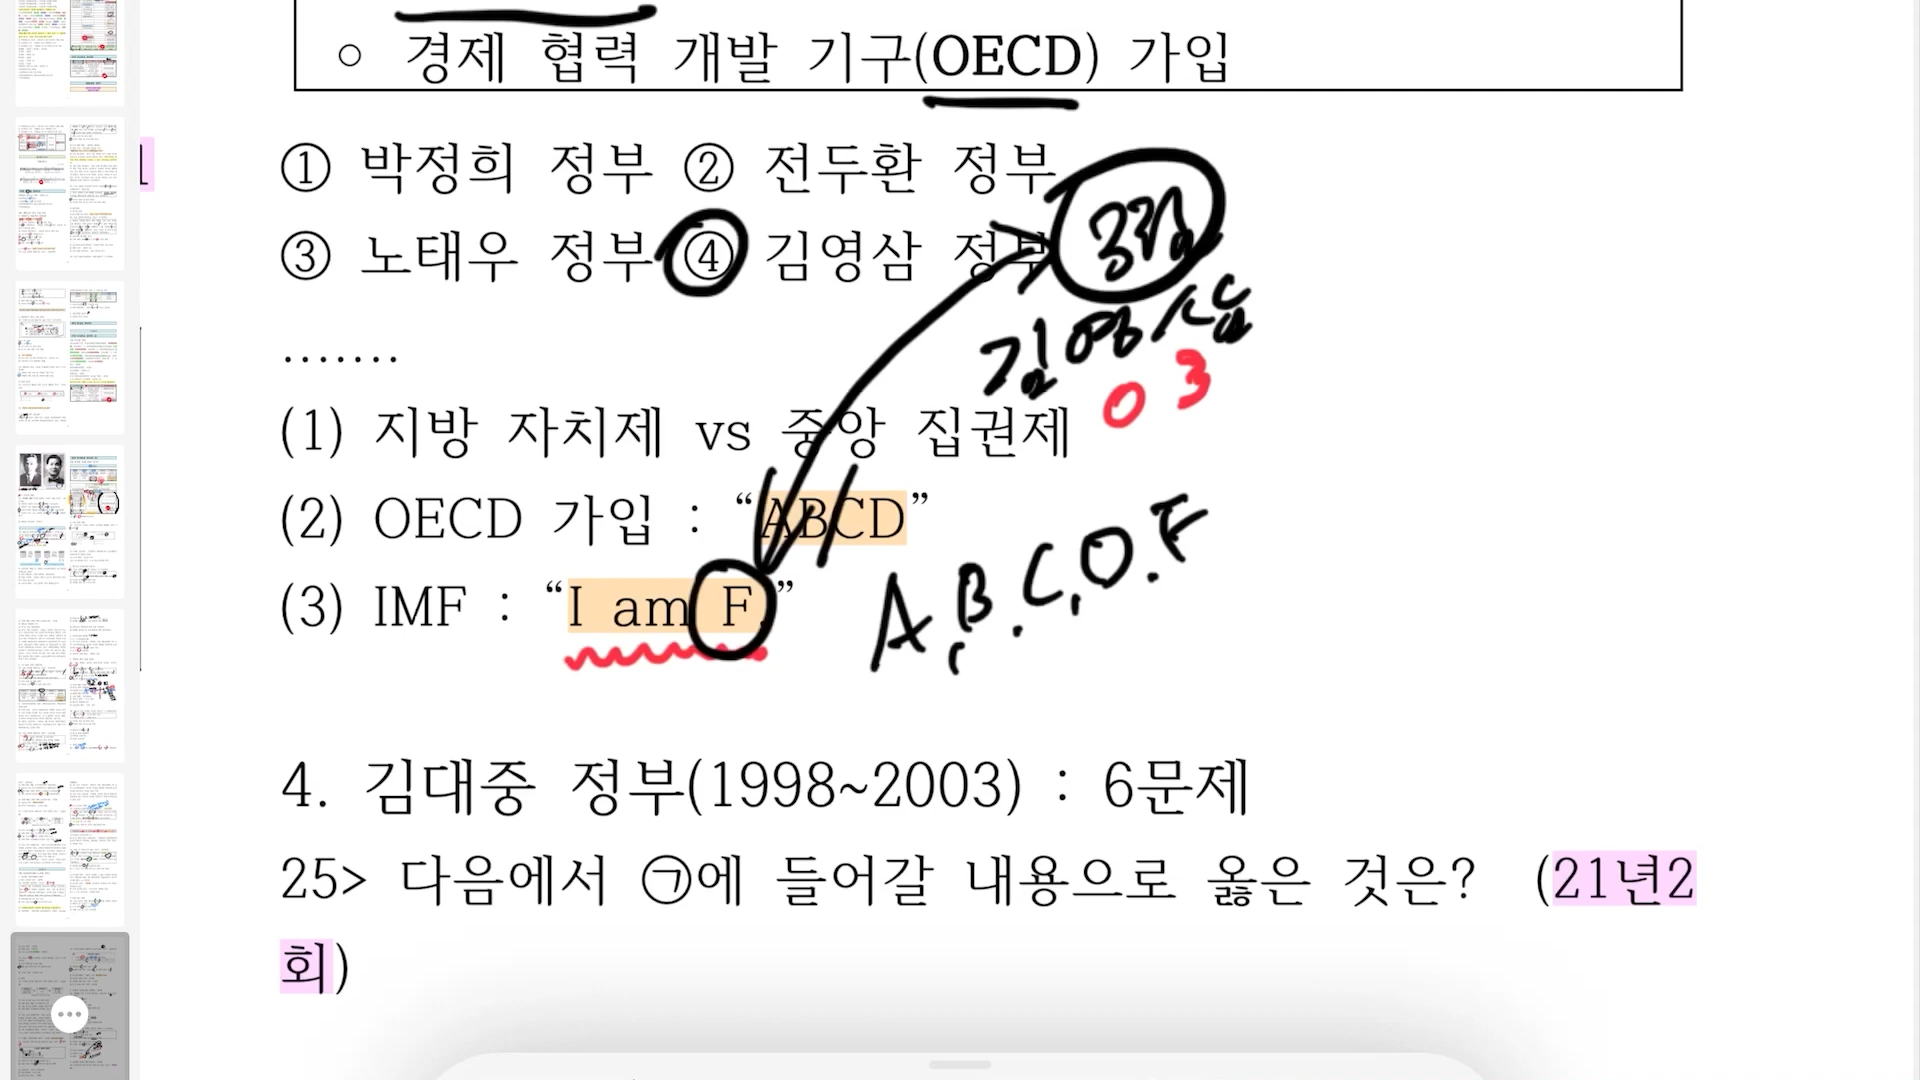 ○ 경제 협력 개발 기구(OECD) 가입
① 박정희 정부 ② 전두환 정부
③ 노태우 정부 ④ 김영삼 정부
김영삼
03
.......
(1) 지방 자치제 vs 중앙 집권제
(2) OECD 가입 : “ABCD”
(3) IMF : “I am F.”
A, B. C, D. F
4. 김대중 정부(1998~2003) : 6문제
25> 다음에서 ㉠에 들어갈 내용으로 옳은 것은? (21년2
회)